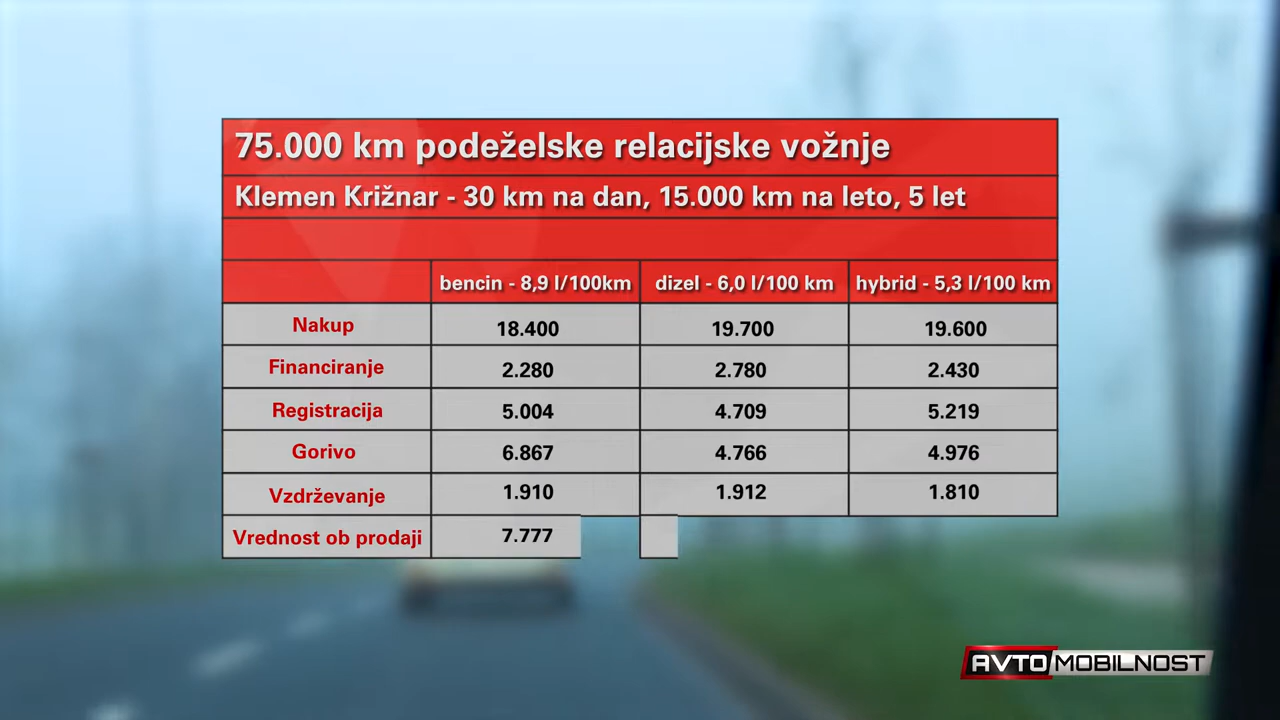 75.000 km podeželske relacijske vožnje
Klemen Križnar - 30 km na dan, 15.000 km na leto, 5 let
bencin - 8,9 l/100km dizel - 6,0 l/100 km hybrid - 5,3 l/100 km
Nakup 18.400 19.700 19.600
Financiranje 2.280 2.780 2.430
Registracija 5.004 4.709 5.219
Gorivo 6.867 4.766 4.976
Vzdrževanje 1.910 1.912 1.810
Vrednost ob prodaji 7.777
AVTOMOBILNOST